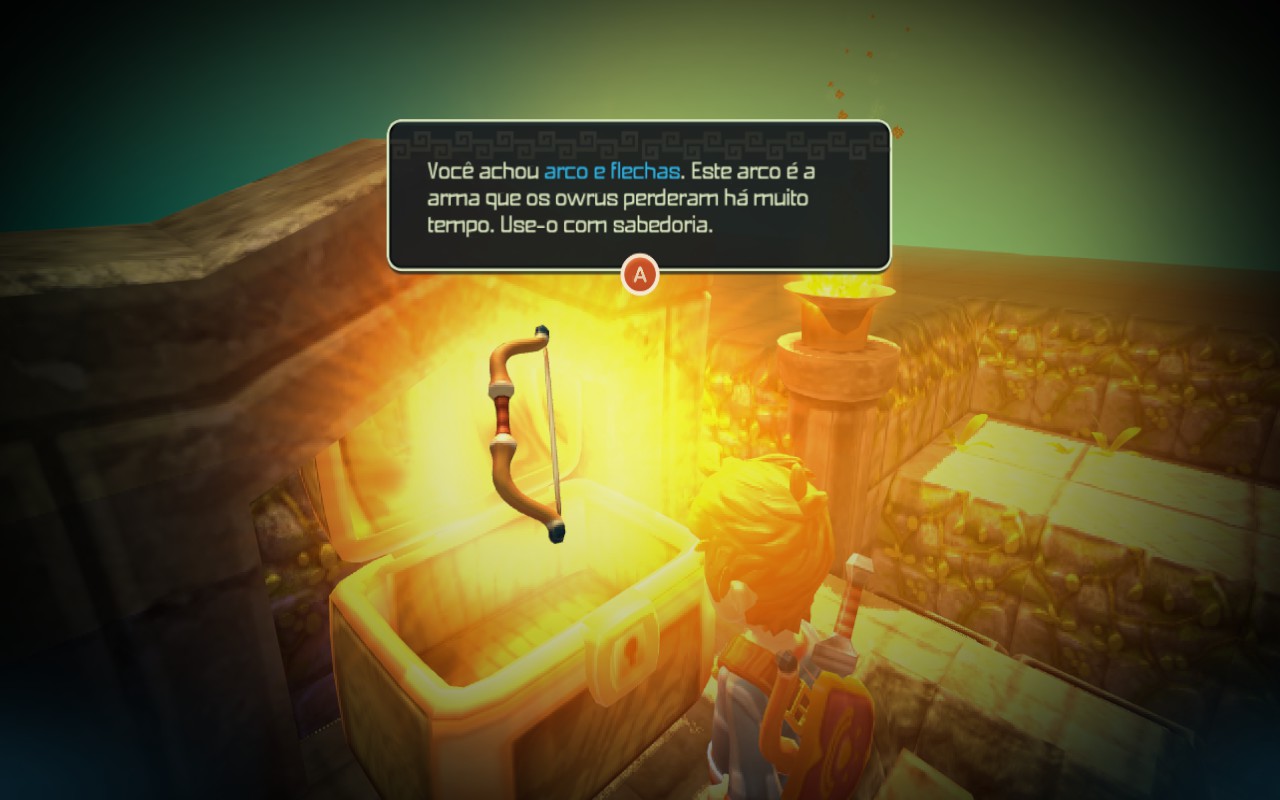 Você achou arco e flechas. Este arco é a
arma que os owrus perderam há muito
tempo. Use-o com sabedoria.
A